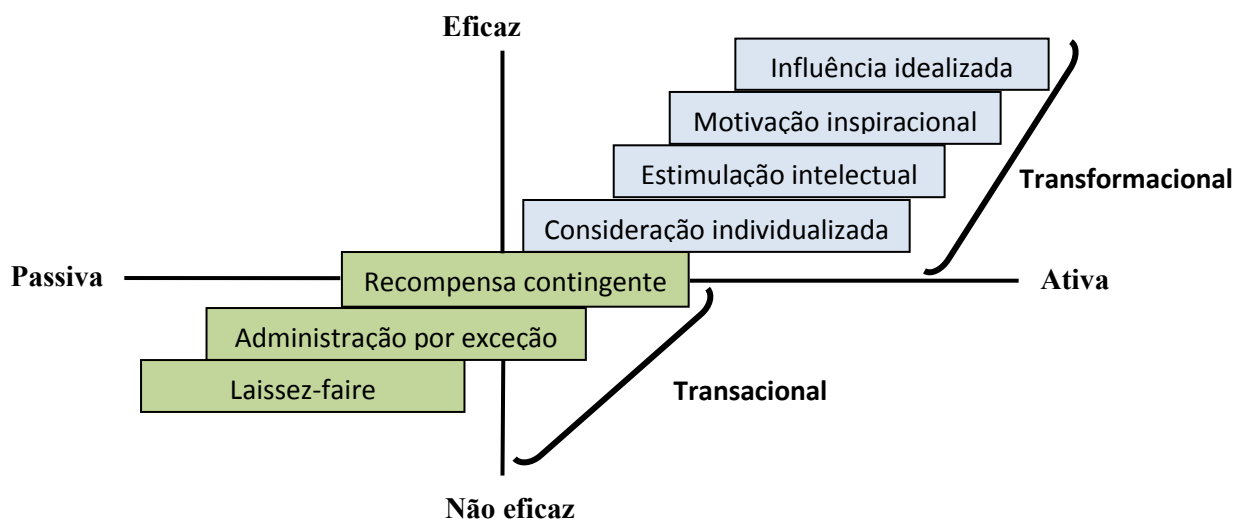 Eficaz
Influência idealizada
Motivação inspiracional
Estimulação intelectual
Transformacional
Consideração individualizada
Passiva
Recompensa contingente
Ativa
Administração por exceção
Laissez-faire
Transacional
Não eficaz